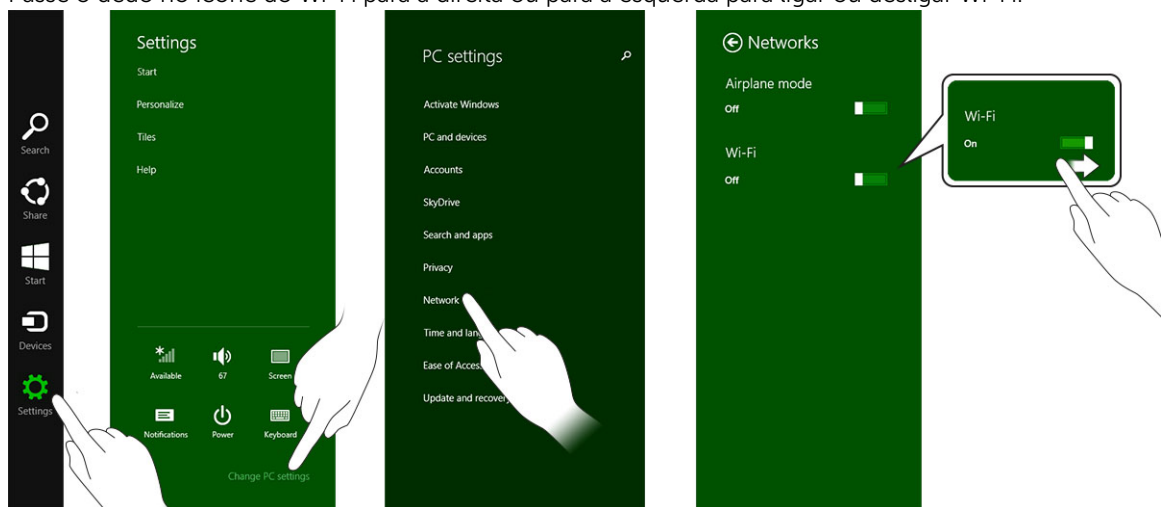 Passe o dedo no ícone do Wi-Fi para a direita ou para a esquerda para ligar ou desligar Wi-Fi.
Search
Share
Start
Devices
Settings
Settings
Start
Personalize
Tiles
Help
Available
67
Screen
Notifications
Power
Keyboard
Change PC settings
PC settings
Activate Windows
PC and devices
Accounts
SkyDrive
Search and apps
Privacy
Network
Time and lan
Ease of Acces
Update and recovery
Networks
Airplane mode
Off
Wi-Fi
Off
Wi-Fi
On